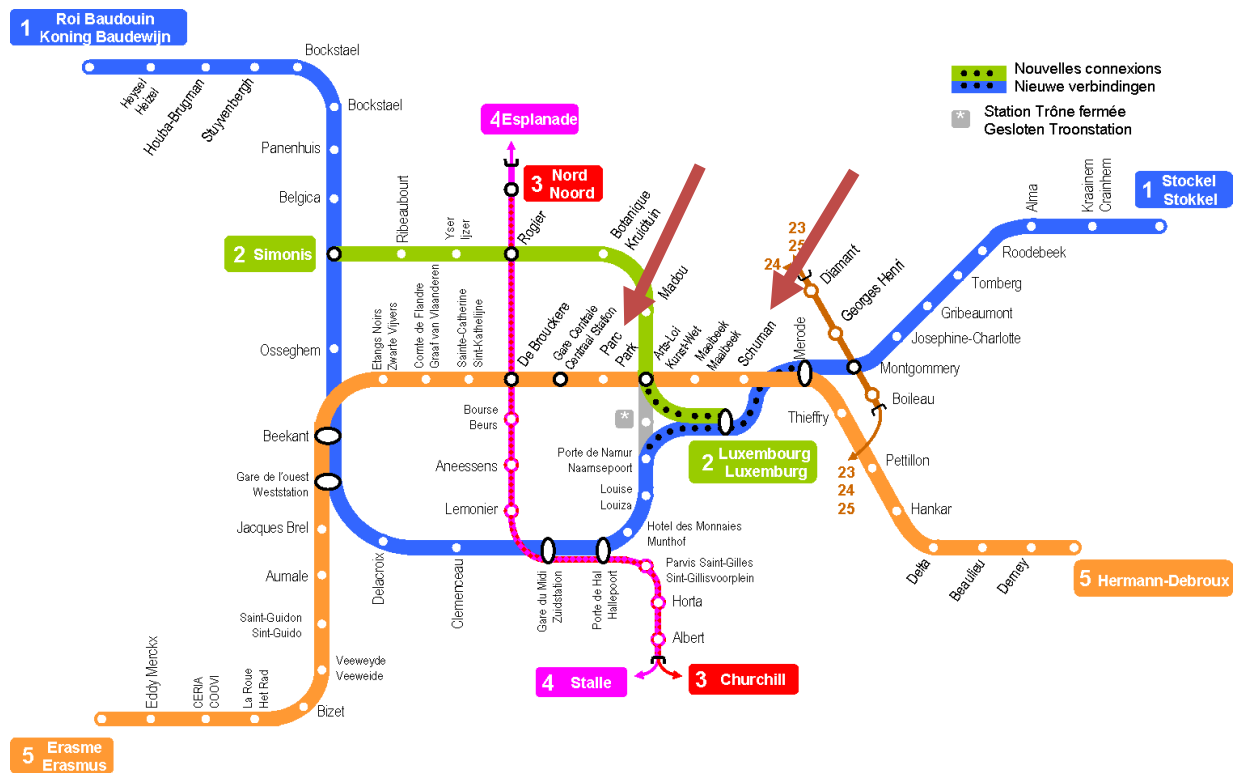 1 Roi Baudouin
Koning Baudewijn
Bockstael
Heysel
Heizel
Houba-Brugman
Stuyvenbergh
Bockstael
Panenhuis
Belgica
4 Esplanade
3 Nord
Noord
Nouvelles connexions
Nieuwe verbindingen
* Station Trône fermée
Gesloten Troonstation
1 Stockel
Stokkel
Kraainem
Crainhem
Alma
Roodebeek
Tomberg
Gribeaumont
Josephine-Charlotte
23
25
24
Diamant
Georges Henri
Montgommery
Boileau
2 Simonis
Ribeaubourt
Yser
Ijzer
Rogier
Botanique
Kruidtuin
Madou
Osseghem
Etangs Noirs
Zwarte Vijvers
Comte de Flandre
Graaf van Vlaanderen
Sainte-Catherine
Sint-Kathelijne
De Brouckere
Gare Centrale
Centraal Station
Parc
Park
Arts-Loi
Kunst-Wet
Maelbeek
Maalbeek
Schuman
Merode
Thieffry
Pettillon
Hankar
23
24
25
Bourse
Beurs
*
Beekant
Aneessens
Porte de Namur
Naamsepoort
2 Luxembourg
Luxemburg
Gare de l'ouest
Weststation
Lemonier
Louise
Louiza
Jacques Brel
Hotel des Monnaies
Munthof
Delacroix
Clemenceau
Gare du Midi
Zuidstation
Porte de Hal
Hallepoort
Parvis Saint-Gilles
Sint-Gillisvoorplein
Delta
Beaulieu
Demey
5 Hermann-Debroux
Aumale
Horta
Saint-Guidon
Sint-Guido
Albert
Veeweyde
Veeweide
4 Stalle
3 Churchill
Eddy Merckx
CERIA
COOVI
La Roue
Het Rad
Bizet
5 Erasme
Erasmus